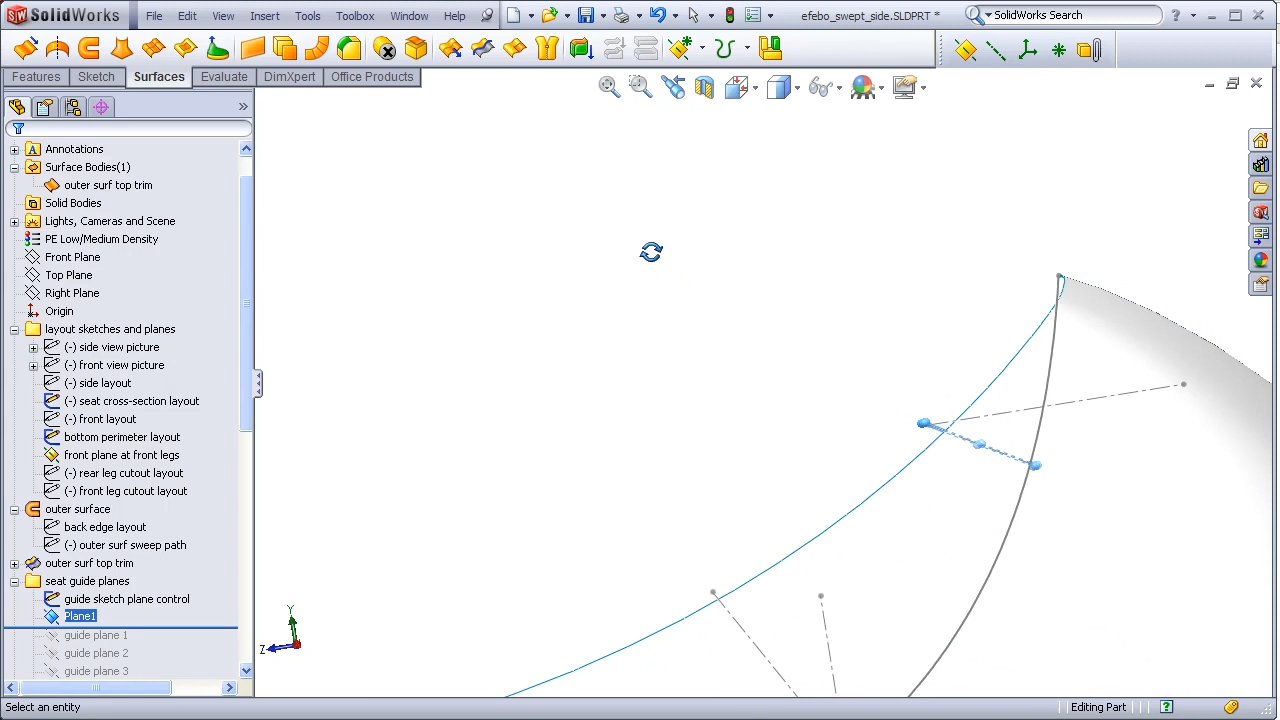 SolidWorks File Edit View Insert Tools Toolbox Window Help efebo_swept_side.SLDPRT * SolidWorks Search ?
Features Sketch Surfaces Evaluate DimXpert Office Products
»
Annotations
Surface Bodies(1)
outer surf top trim
Solid Bodies
Lights, Cameras and Scene
PE Low/Medium Density
Front Plane
Top Plane
Right Plane
Origin
layout sketches and planes
(-) side view picture
(-) front view picture
(-) side layout
(-) seat cross-section layout
(-) front layout
bottom perimeter layout
front plane at front legs
(-) rear leg cutout layout
(-) front leg cutout layout
outer surface
back edge layout
(-) outer surf sweep path
outer surf top trim
seat guide planes
guide sketch plane control
Plane1
guide plane 1
guide plane 2
guide plane 3
Y
Z
Select an entity Editing Part ?